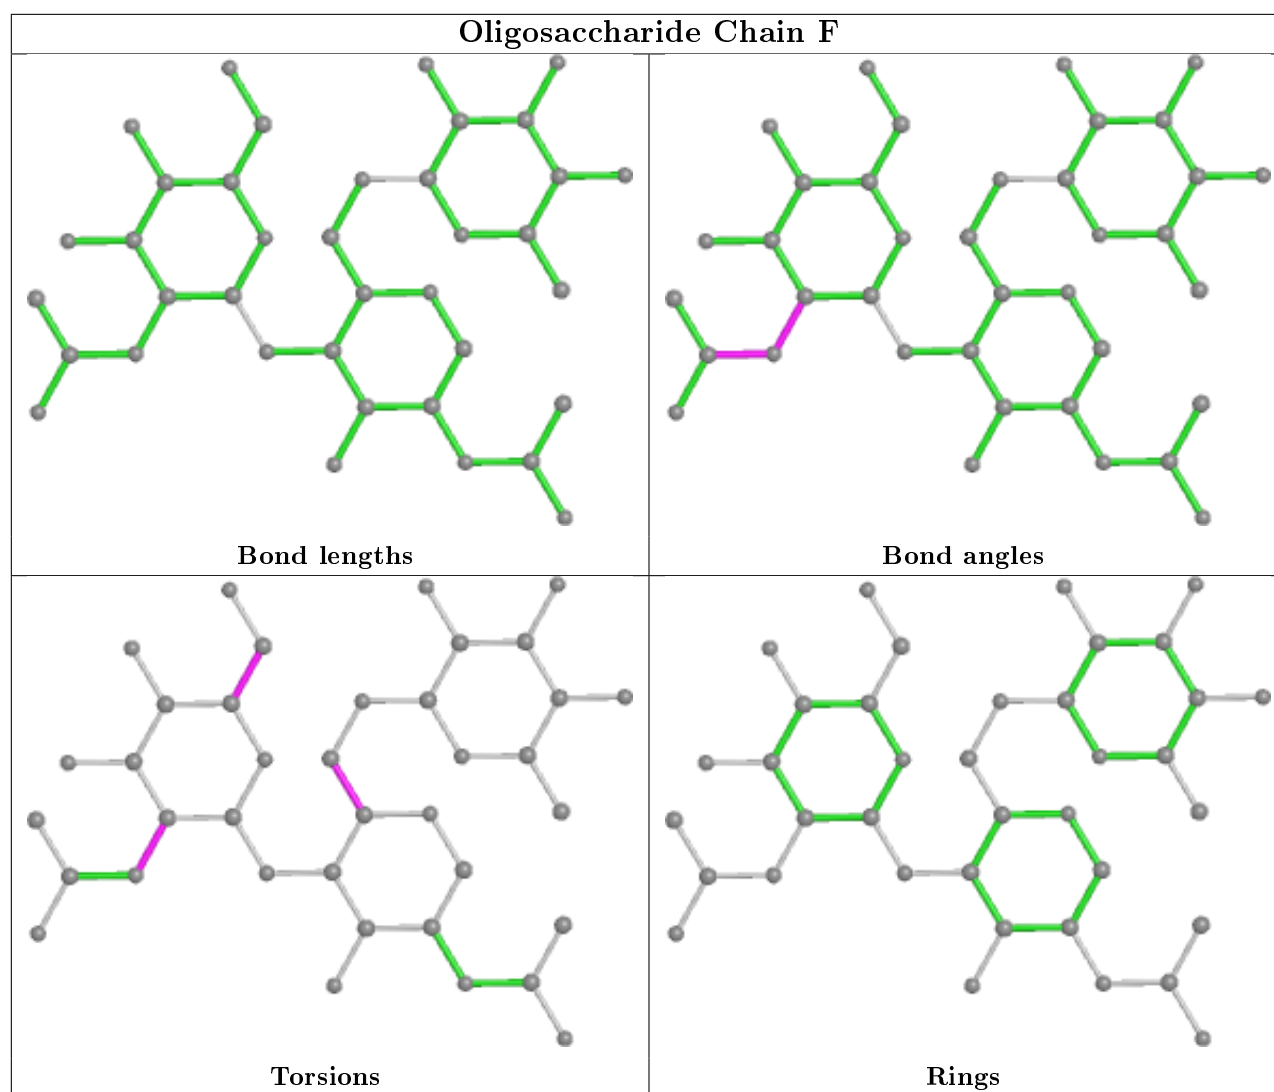 Oligosaccharide Chain F
Bond lengths
Bond angles
Torsions
Rings